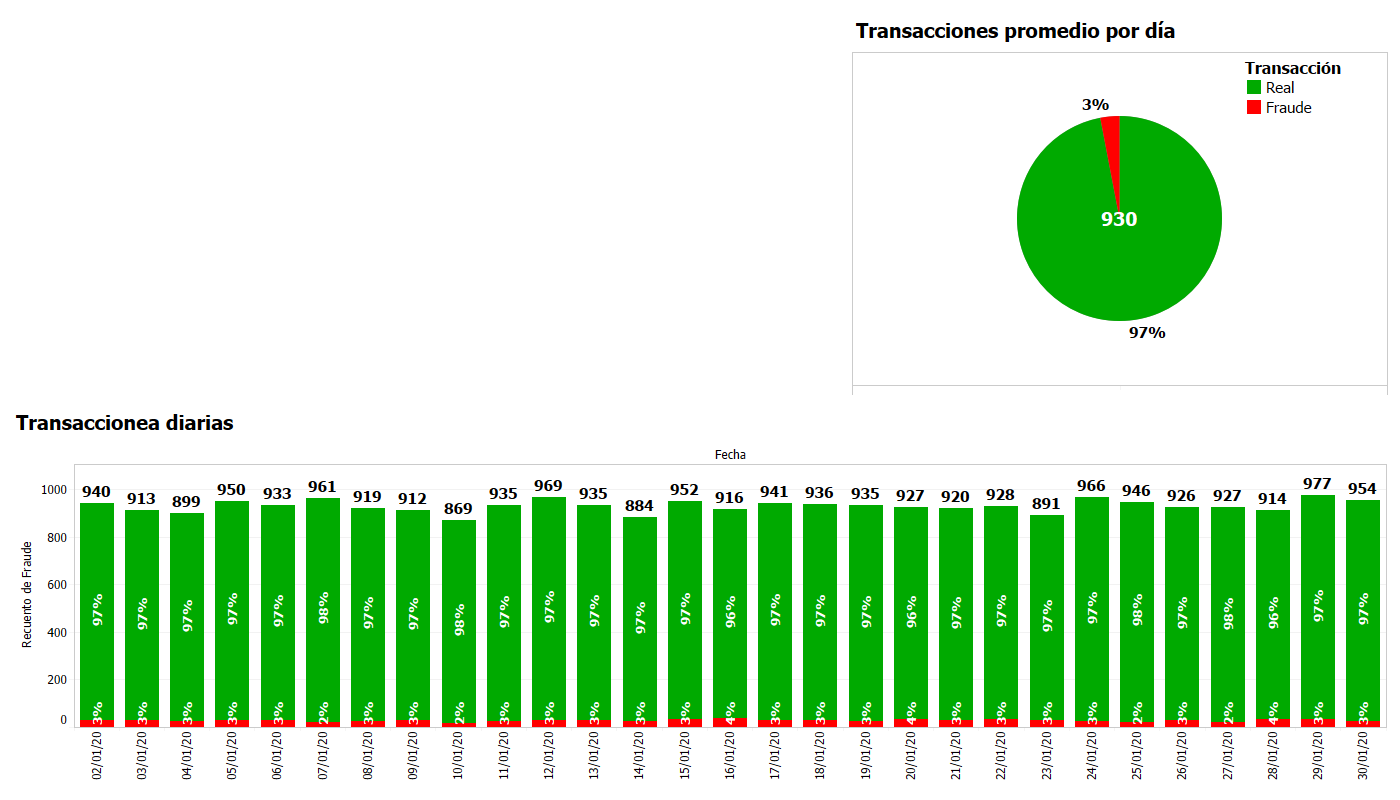 Transacciones promedio por día
Transacción
Real
Fraude
3%
930
97%
Transaccionea diarias
Fecha
Recuento de Fraude
1000
800
600
400
200
0
940 913 899 950 933 961 919 912 869 935 969 935 884 952 916 941 936 935 927 920 928 891 966 946 926 927 914 977 954
97% 97% 97% 97% 97% 98% 97% 97% 98% 97% 97% 97% 97% 97% 96% 97% 97% 97% 96% 97% 97% 97% 97% 98% 97% 98% 96% 97% 97%
3% 3% 3% 3% 3% 2% 3% 3% 2% 3% 3% 3% 3% 3% 4% 3% 3% 3% 4% 3% 3% 3% 3% 2% 3% 2% 4% 3% 3%
02/01/20 03/01/20 04/01/20 05/01/20 06/01/20 07/01/20 08/01/20 09/01/20 10/01/20 11/01/20 12/01/20 13/01/20 14/01/20 15/01/20 16/01/20 17/01/20 18/01/20 19/01/20 20/01/20 21/01/20 22/01/20 23/01/20 24/01/20 25/01/20 26/01/20 27/01/20 28/01/20 29/01/20 30/01/20